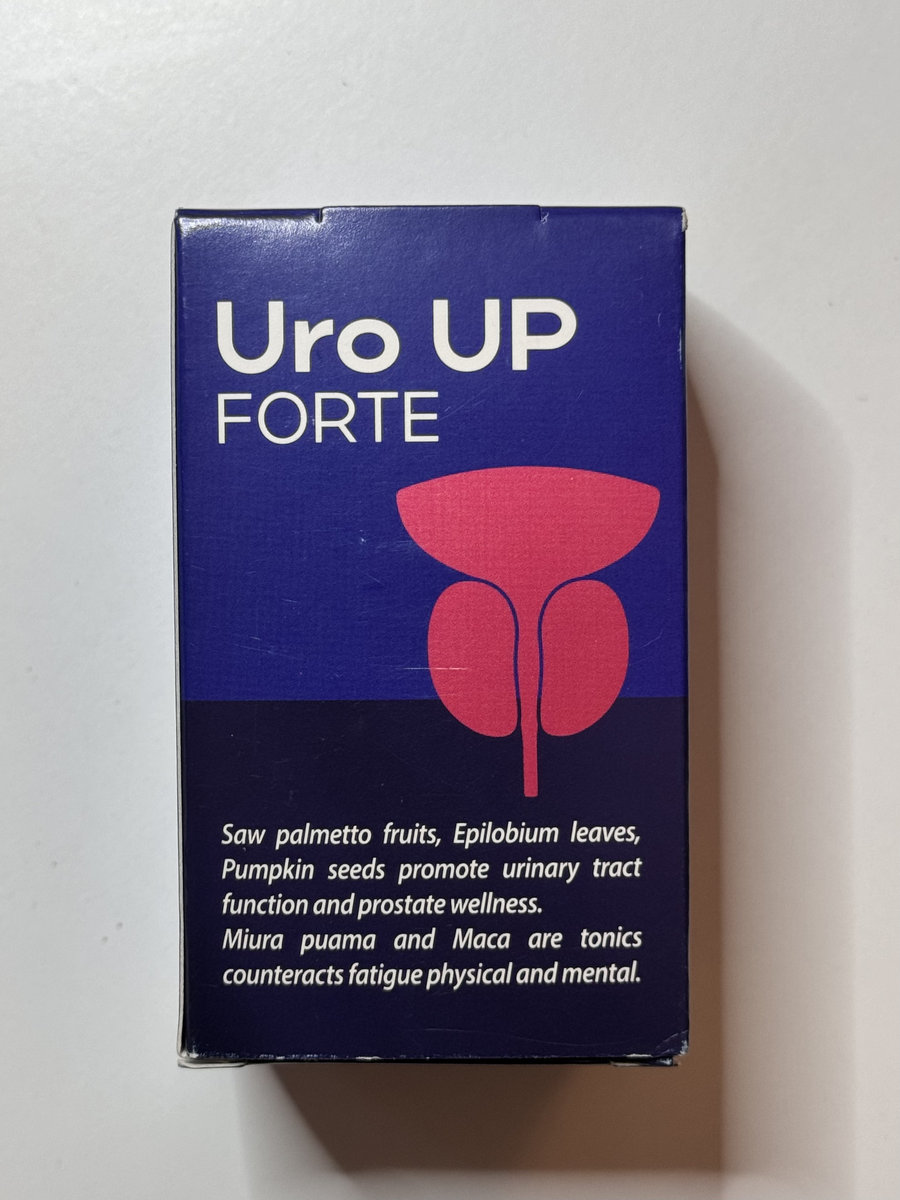 Uro UP
FORTE
Saw palmetto fruits, Epilobium leaves,
Pumpkin seeds promote urinary tract
function and prostate wellness.
Miura puama and Maca are tonics
counteracts fatigue physical and mental.